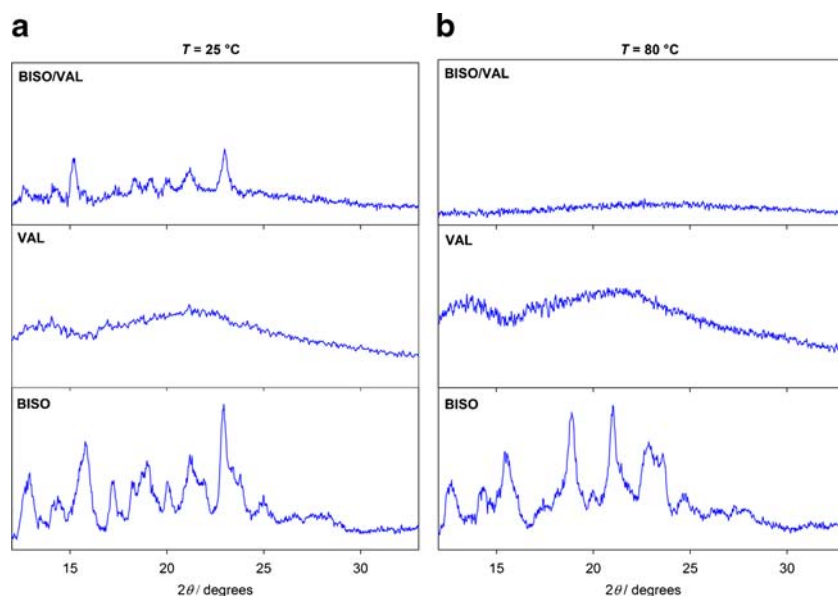 a
T = 25 °C
BISO/VAL
VAL
BISO
15 20 25 30
2θ / degrees
b
T = 80 °C
BISO/VAL
VAL
BISO
15 20 25 30
2θ / degrees